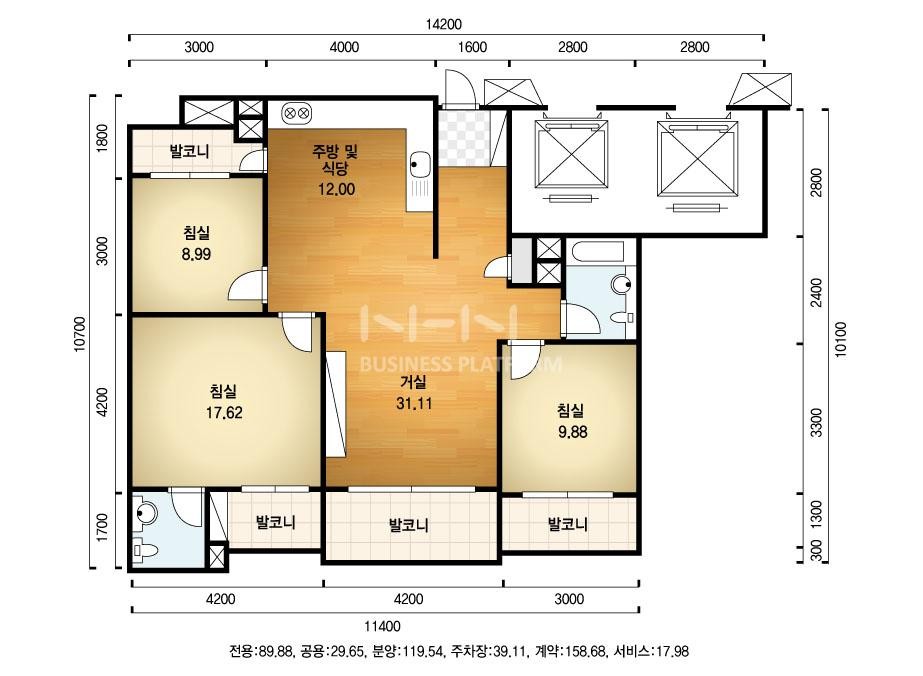 14200
3000 4000 1600 2800 2800
1800
3000
4200
1700
10700
2800
2400
3300
1300
300
10100
발코니
주방 및
식당
12.00
침실
8.99
침실
17.62
거실
31.11
침실
9.88
발코니
발코니
발코니
NHN
BUSINESS PLATFORM
4200 4200 3000
11400
전용:89.88, 공용:29.65, 분양:119.54, 주차장:39.11, 계약:158.68, 서비스:17.98